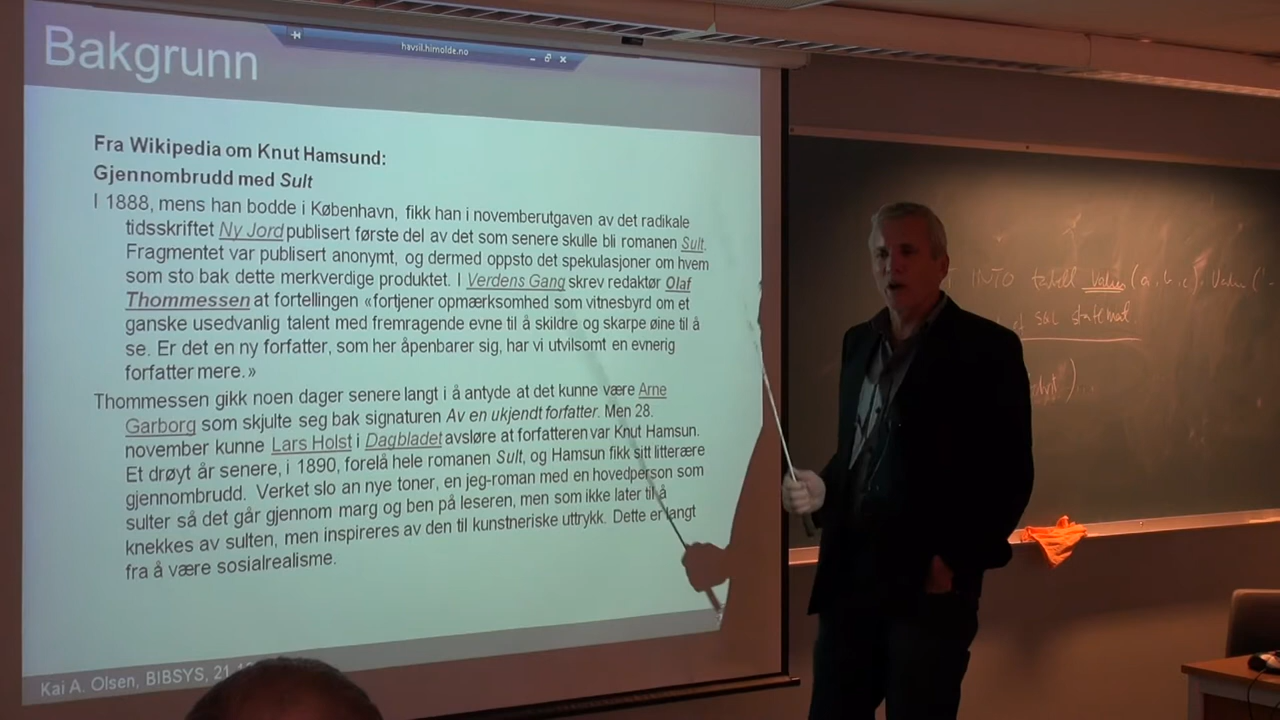 Bakgrunn
havsil.himolde.no
Fra Wikipedia om Knut Hamsund:
Gjennombrudd med Sult
I 1888, mens han bodde i København, fikk han i novemberutgaven av det radikale
tidsskriftet Ny Jord publisert første del av det som senere skulle bli romanen Sult.
Fragmentet var publisert anonymt, og dermed oppsto det spekulasjoner om hvem
som sto bak dette merkverdige produktet. I Verdens Gang skrev redaktør Olaf
Thommessen at fortellingen «fortjener opmærksomhed som vitnesbyrd om et
ganske usedvanlig talent med fremragende evne til å skildre og skarpe øine til å
se. Er det en ny forfatter, som her åpenbarer sig, har vi utvilsomt en evnerig
forfatter mere.»
Thommessen gikk noen dager senere langt i å antyde at det kunne være Arne
Garborg som skjulte seg bak signaturen Av en ukjendt forfatter. Men 28.
november kunne Lars Holst i Dagbladet avsløre at forfatteren var Knut Hamsun.
Et drøyt år senere, i 1890, forelå hele romanen Sult, og Hamsun fikk sitt litterære
gjennombrudd. Verket slo an nye toner, en jeg-roman med en hovedperson som
sulter så det går gjennom marg og ben på leseren, men som ikke later til å
knekkes av sulten, men inspireres av den til kunstneriske uttrykk. Dette er langt
fra å være sosialrealisme.
Kai A. Olsen, BIBSYS, 21
INTO tabell Values (a, b, c), Values (
of SQL statement